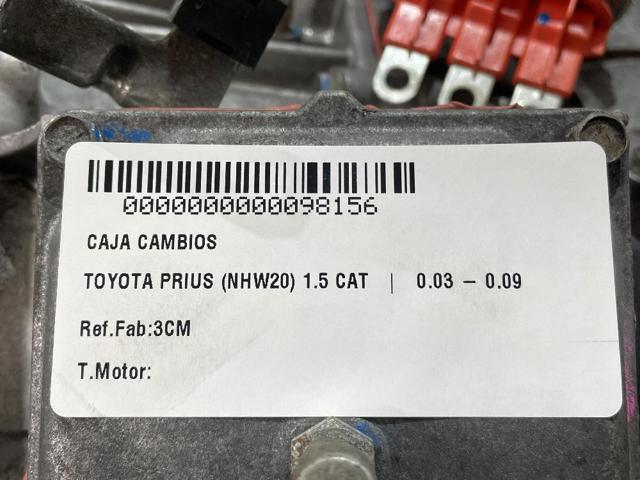 0000000000098156
CAJA CAMBIOS
TOYOTA PRIUS (NHW20) 1.5 CAT | 0.03 – 0.09
Ref.Fab:3CM
T.Motor: